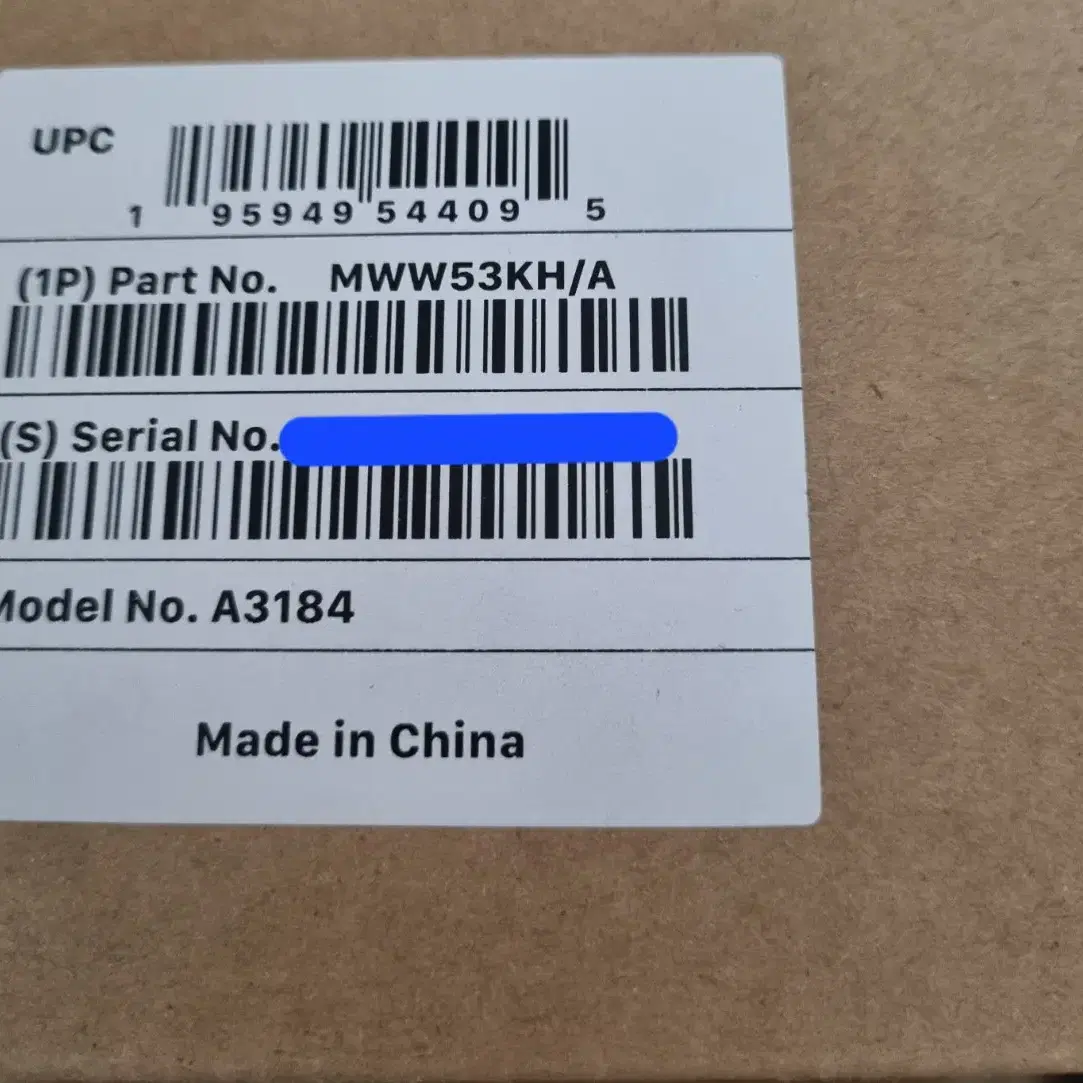 UPC
1 95949 54409 5
(1P) Part No. MWW53KH/A
(S) Serial No.
Model No. A3184
Made in China